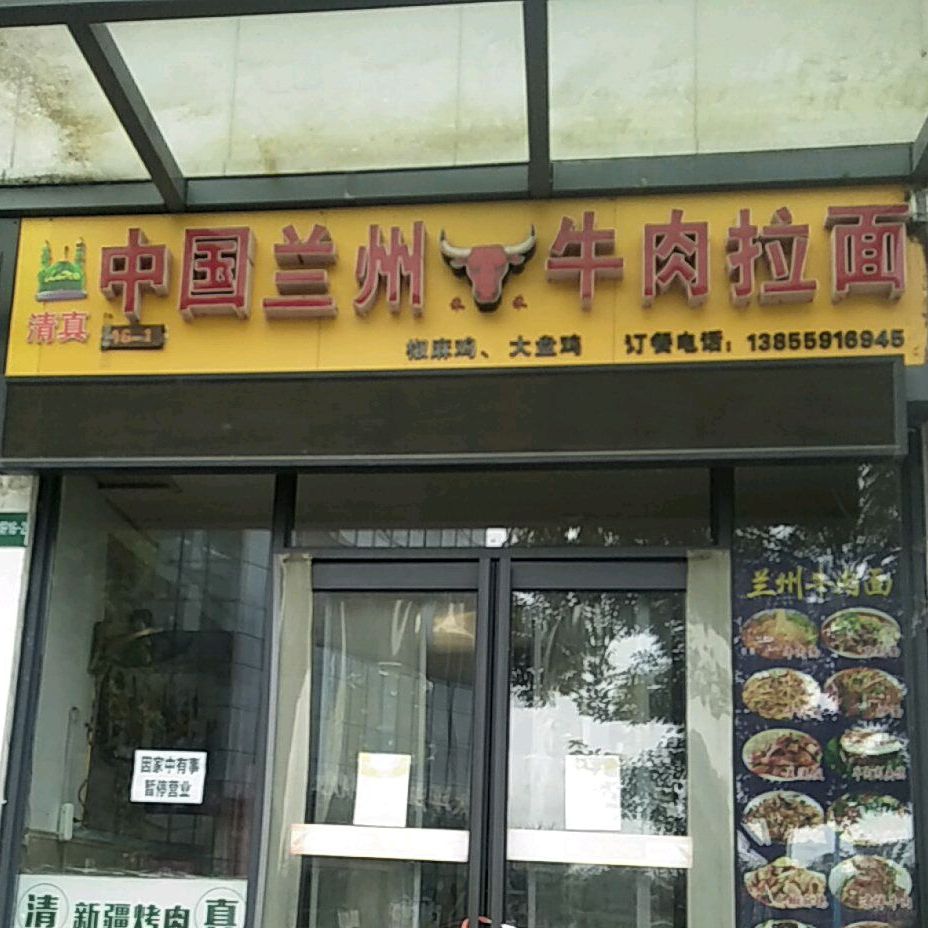 中国兰州牛肉拉面
清真
16-1
椒麻鸡、大盘鸡 订餐电话：13855916945
兰州牛肉面
因家中有事
暂停营业
清 新疆烤肉 真